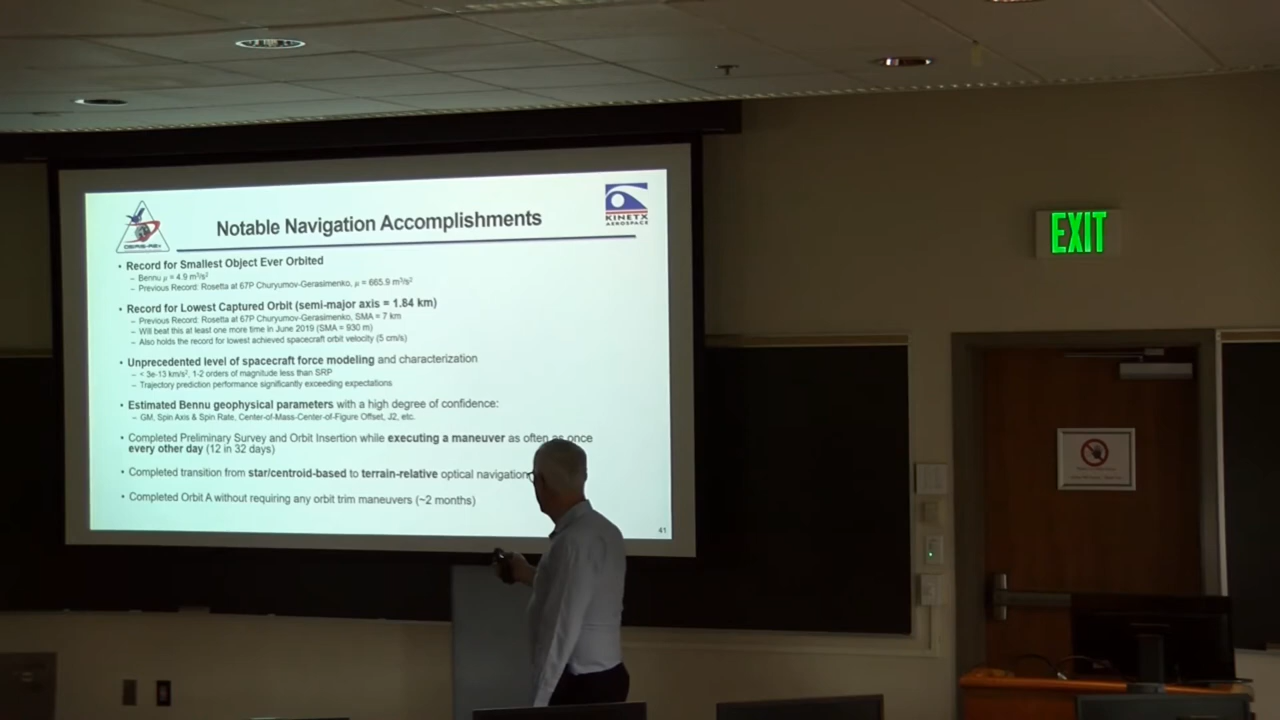 OSIRIS-REx
Notable Navigation Accomplishments
KINETX
AEROSPACE
• Record for Smallest Object Ever Orbited
– Bennu μ = 4.9 m³/s²
– Previous Record: Rosetta at 67P Churyumov-Gerasimenko, μ = 665.9 m³/s²
• Record for Lowest Captured Orbit (semi-major axis = 1.84 km)
– Previous Record: Rosetta at 67P Churyumov-Gerasimenko, SMA = 7 km
– Will beat this at least one more time in June 2019 (SMA = 930 m)
– Also holds the record for lowest achieved spacecraft orbit velocity (5 cm/s)
• Unprecedented level of spacecraft force modeling and characterization
– < 3e-13 km/s², 1-2 orders of magnitude less than SRP
– Trajectory prediction performance significantly exceeding expectations
• Estimated Bennu geophysical parameters with a high degree of confidence:
– GM, Spin Axis & Spin Rate, Center-of-Mass-Center-of-Figure Offset, J2, etc.
• Completed Preliminary Survey and Orbit Insertion while executing a maneuver as often as once
every other day (12 in 32 days)
• Completed transition from star/centroid-based to terrain-relative optical navigation
• Completed Orbit A without requiring any orbit trim maneuvers (~2 months)
41
EXIT